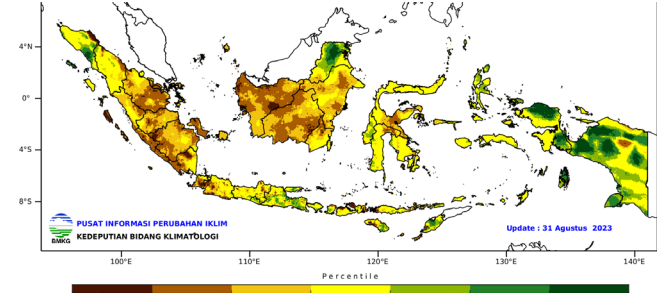 4°N
0°
4°S
8°S
PUSAT INFORMASI PERUBAHAN IKLIM
KEDEPUTIAN BIDANG KLIMATOLOGI
BMKG
Update : 31 Agustus 2023
100°E 110°E 120°E 130°E 140°E
Percentile